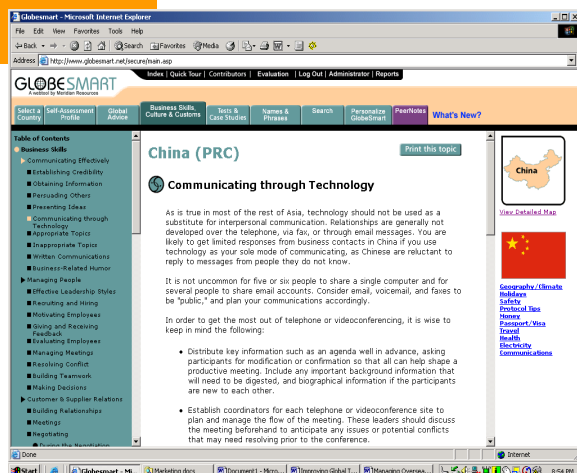 Globesmart - Microsoft Internet Explorer
File Edit View Favorites Tools Help
Back Search Favorites Media
Address http://www.globesmart.net/secure/main.asp
Index | Quick Tour | Contributors | Evaluation | Log Out | Administrator | Reports
GLOBESMART
A webtool by Meridian Resources
Select a Country
Self-Assessment Profile
Global Advice
Business Skills, Culture & Customs
Tests & Case Studies
Names & Phrases
Search
Personalize GlobeSmart
PeerNotes
What's New?
Table of Contents
Business Skills
Communicating Effectively
Establishing Credibility
Obtaining Information
Persuading Others
Presenting Ideas
Communicating through
Technology
Appropriate Topics
Inappropriate Topics
Written Communications
Business-Related Humor
Managing People
Effective Leadership Styles
Recruiting and Hiring
Motivating Employees
Giving and Receiving
Feedback
Evaluating Employees
Managing Meetings
Resolving Conflict
Building Teamwork
Making Decisions
Customer & Supplier Relations
Building Relationships
Meetings
Negotiating
During the Negotiation
China (PRC)
Print this topic
Communicating through Technology
As is true in most of the rest of Asia, technology should not be used as a
substitute for interpersonal communication. Relationships are generally not
developed over the telephone, via fax, or through email messages. You are
likely to get limited responses from business contacts in China if you use
technology as your sole mode of communicating, as Chinese are reluctant to
reply to messages from people they do not know.
It is not uncommon for five or six people to share a single computer and for
several people to share email accounts. Consider email, voicemail, and faxes to
be "public," and plan your communications accordingly.
In order to get the most out of telephone or videoconferencing, it is wise to
keep in mind the following:
• Distribute key information such as an agenda well in advance, asking
participants for modification or confirmation so that all can help shape a
productive meeting. Include any important background information that
will need to be digested, and biographical information if the participants
are new to each other.
• Establish coordinators for each telephone or videoconference site to
plan and manage the flow of the meeting. These leaders should discuss
the meeting beforehand to anticipate any issues or potential conflicts
that may need resolving prior to the conference.
China
View Detailed Map
Geography/Climate
Holidays
Safety
Protocol Tips
Money
Passport/Visa
Travel
Health
Electricity
Communications
Done
Internet
Start
Globesmart - Mi...
Marketing docs
Document1 - Micro...
Improving Global T...
Managing Oversea...
8:54 PM